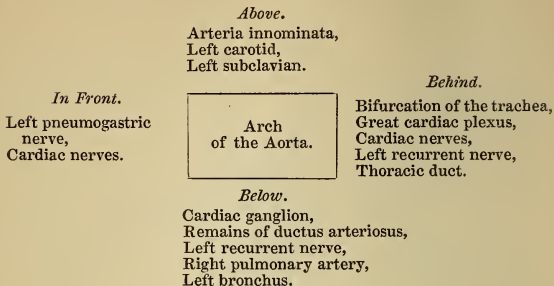 Above.
Arteria innominata,
Left carotid,
Left subclavian.
In Front.
Left pneumogastric
nerve,
Cardiac nerves.
Arch
of the Aorta.
Behind.
Bifurcation of the trachea,
Great cardiac plexus,
Cardiac nerves,
Left recurrent nerve,
Thoracic duct.
Below.
Cardiac ganglion,
Remains of ductus arteriosus,
Left recurrent nerve,
Right pulmonary artery,
Left bronchus.